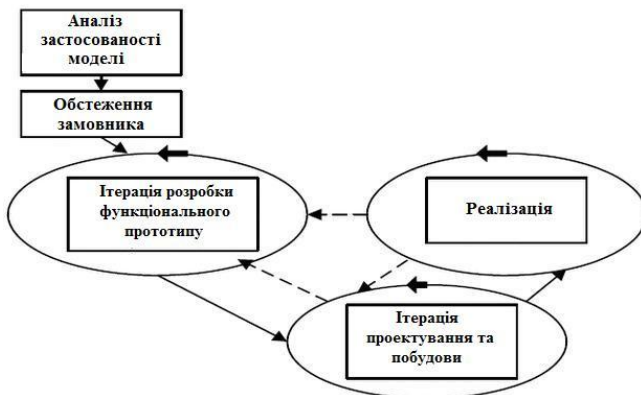 Аналіз
застосованості
моделі
Обстеження
замовника
Ітерація розробки
функціонального
прототипу
Реалізація
Ітерація
проектування та
побудови